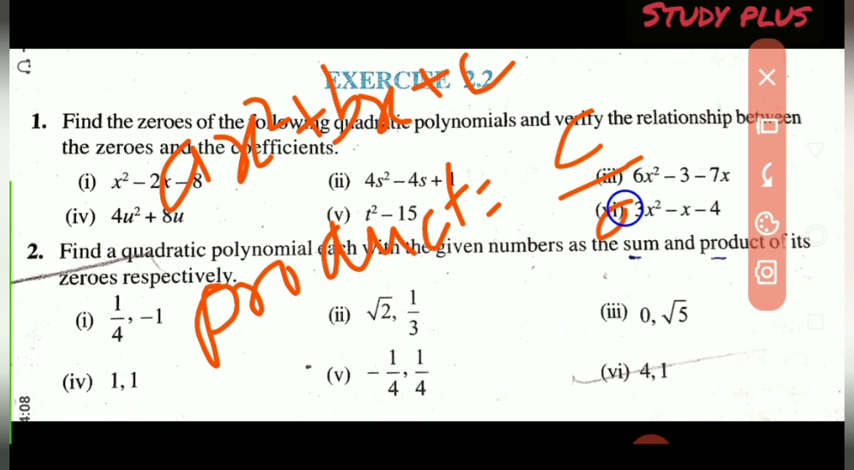 STUDY PLUS
EXERCISE 2.2
ax² + bx + c
1. Find the zeroes of the following quadratic polynomials and verify the relationship between
the zeroes and the coefficients.
(i) x² – 2x – 8 (ii) 4s² – 4s + 1 (iii) 6x² – 3 – 7x
(iv) 4u² + 8u (v) t² – 15 (vi) 3x² – x – 4
product = c/a
2. Find a quadratic polynomial each with the given numbers as the sum and product of its
zeroes respectively.
(i) 1/4, –1 (ii) √2, 1/3 (iii) 0, √5
(iv) 1, 1 (v) –1/4, 1/4 (vi) 4, 1
4:08